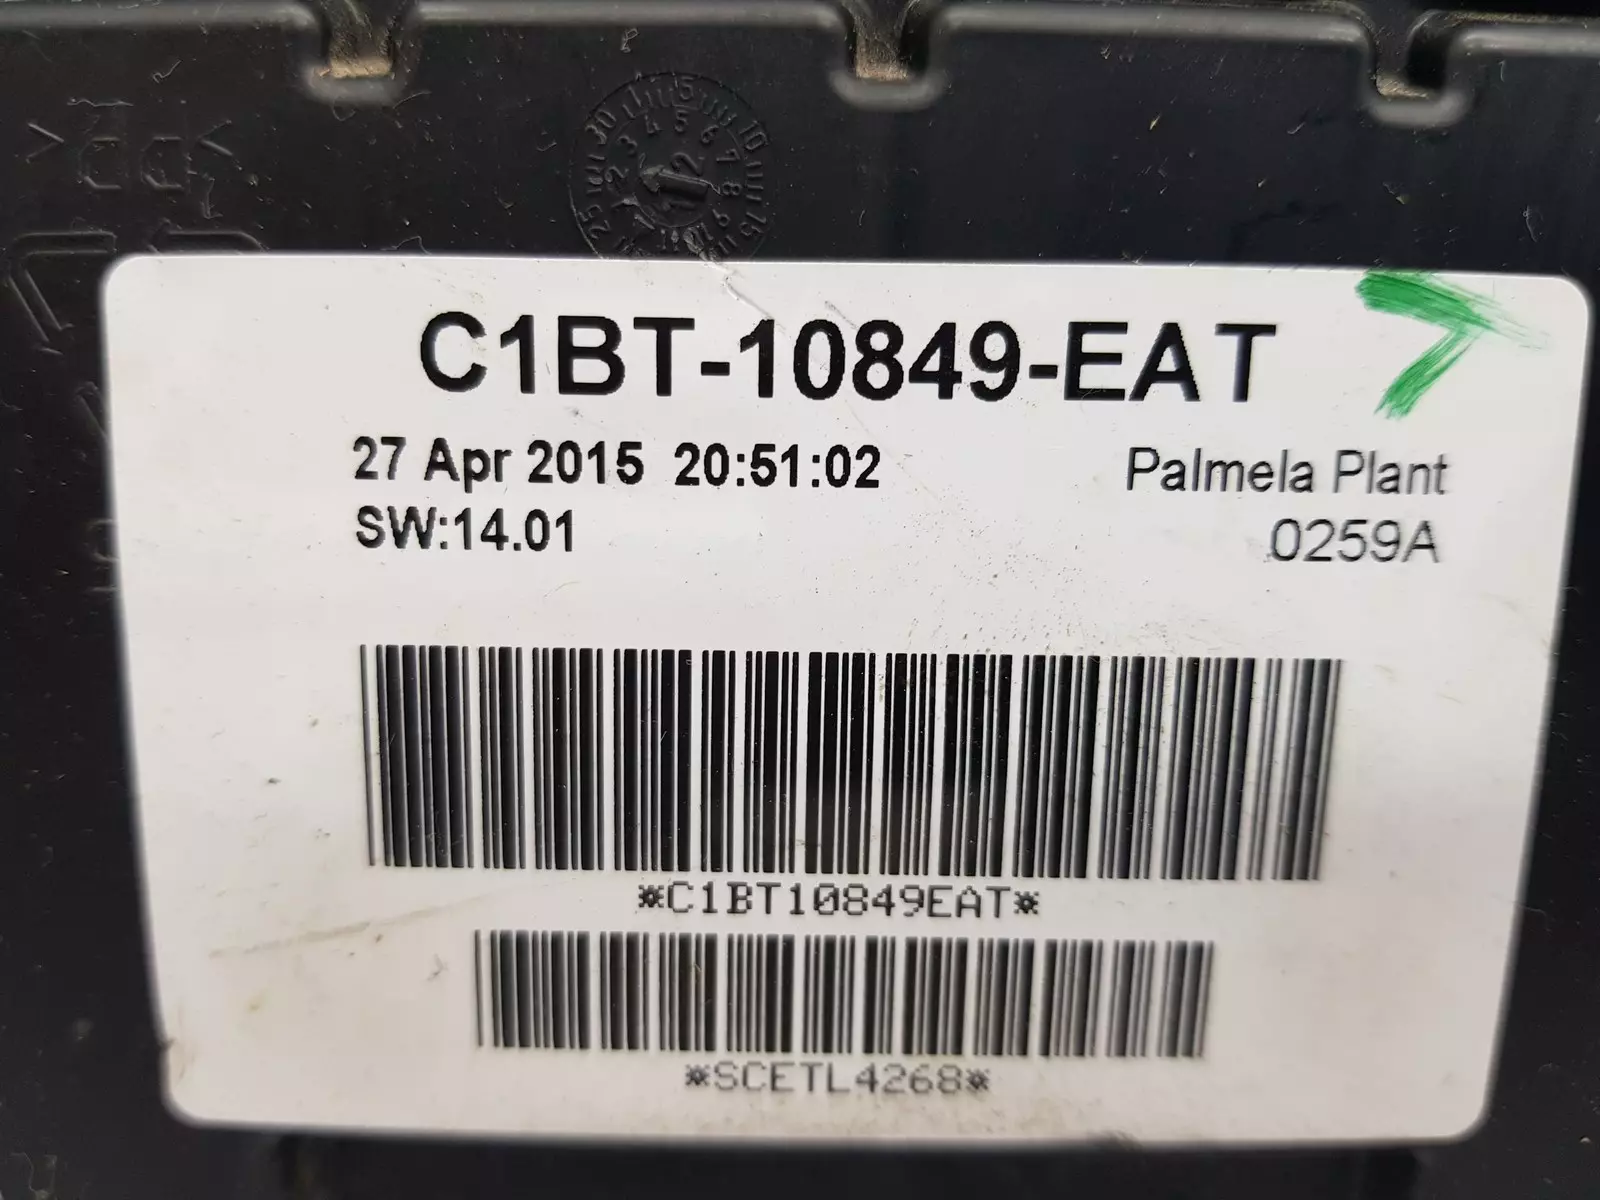 C1BT-10849-EAT
27 Apr 2015 20:51:02
Palmela Plant
SW:14.01
0259A
*C1BT10849EAT*
*SCETL4268*